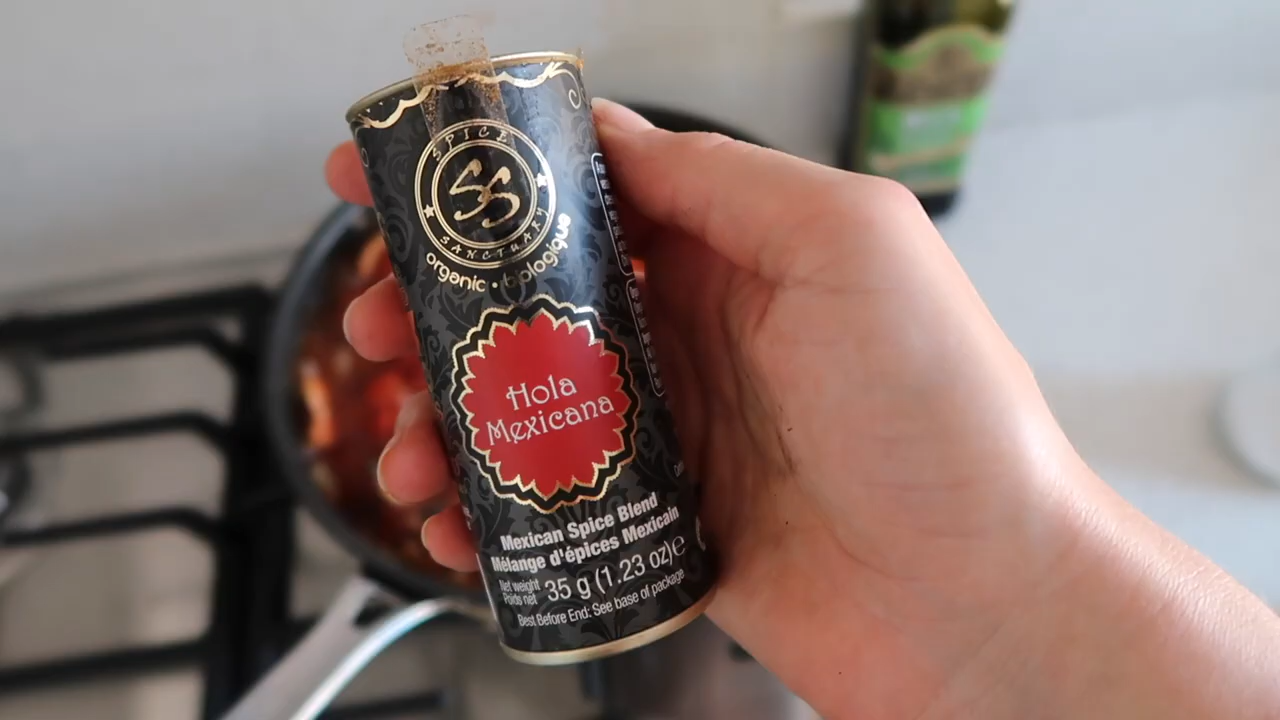 SPICE
SS
SANCTUARY
organic • biologique
Hola
Mexicana
Mexican Spice Blend
Mélange d'épices Mexicain
Net weight
Poids net
35 g (1.23 oz)e
Best Before End: See base of package